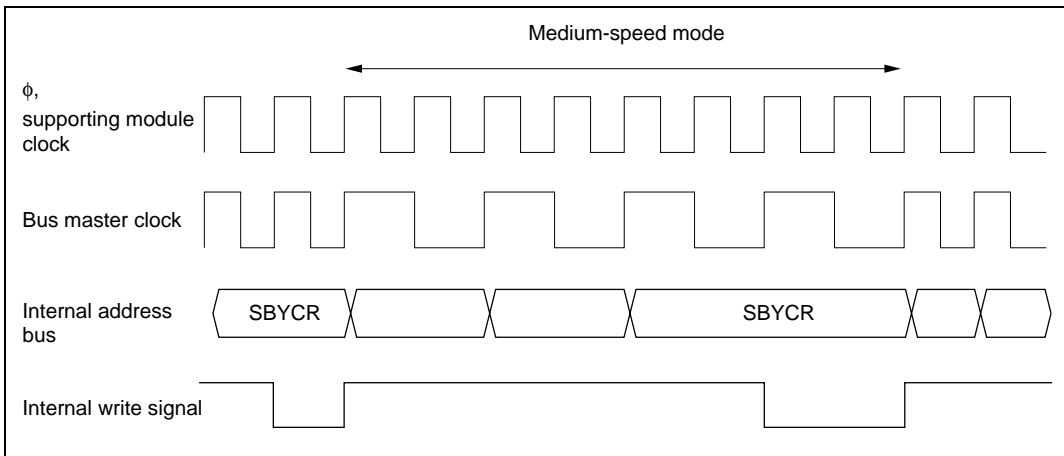 Medium-speed mode
ϕ,
supporting module
clock
Bus master clock
Internal address
bus
SBYCR
SBYCR
Internal write signal